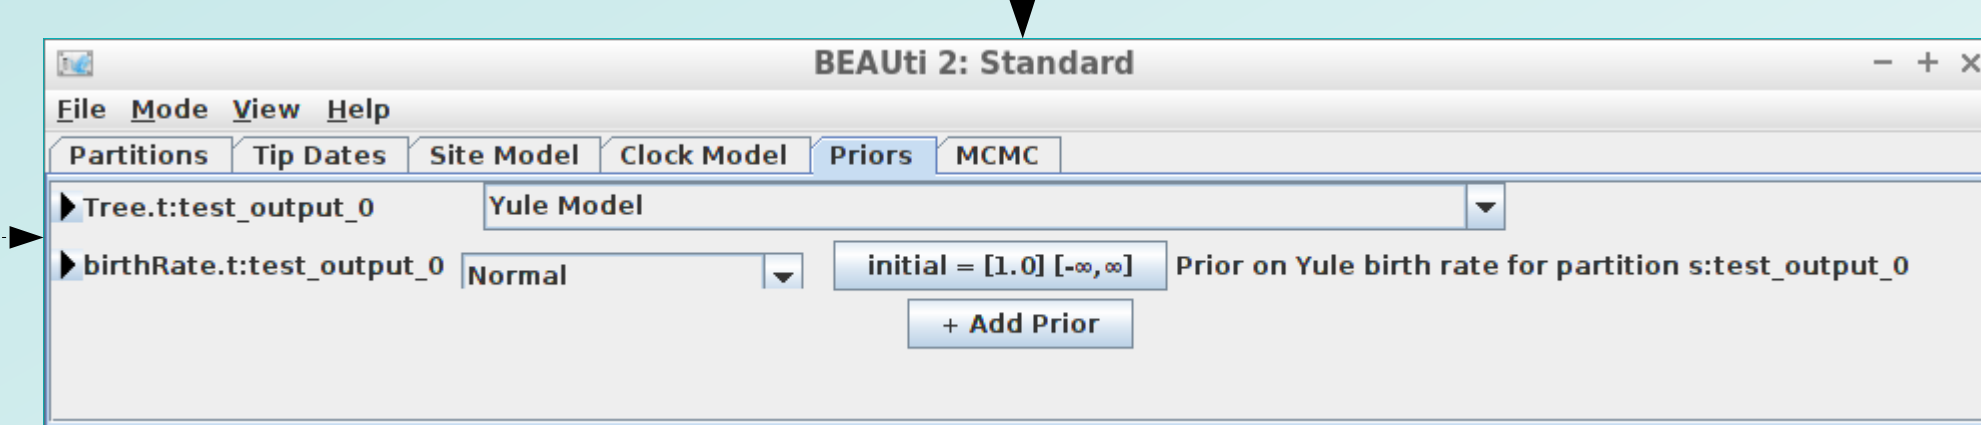 BEAUti 2: Standard
File Mode View Help
Partitions Tip Dates Site Model Clock Model Priors MCMC
Tree.t:test_output_0 Yule Model
birthRate.t:test_output_0 Normal initial = [1.0] [-∞,∞] Prior on Yule birth rate for partition s:test_output_0
+ Add Prior